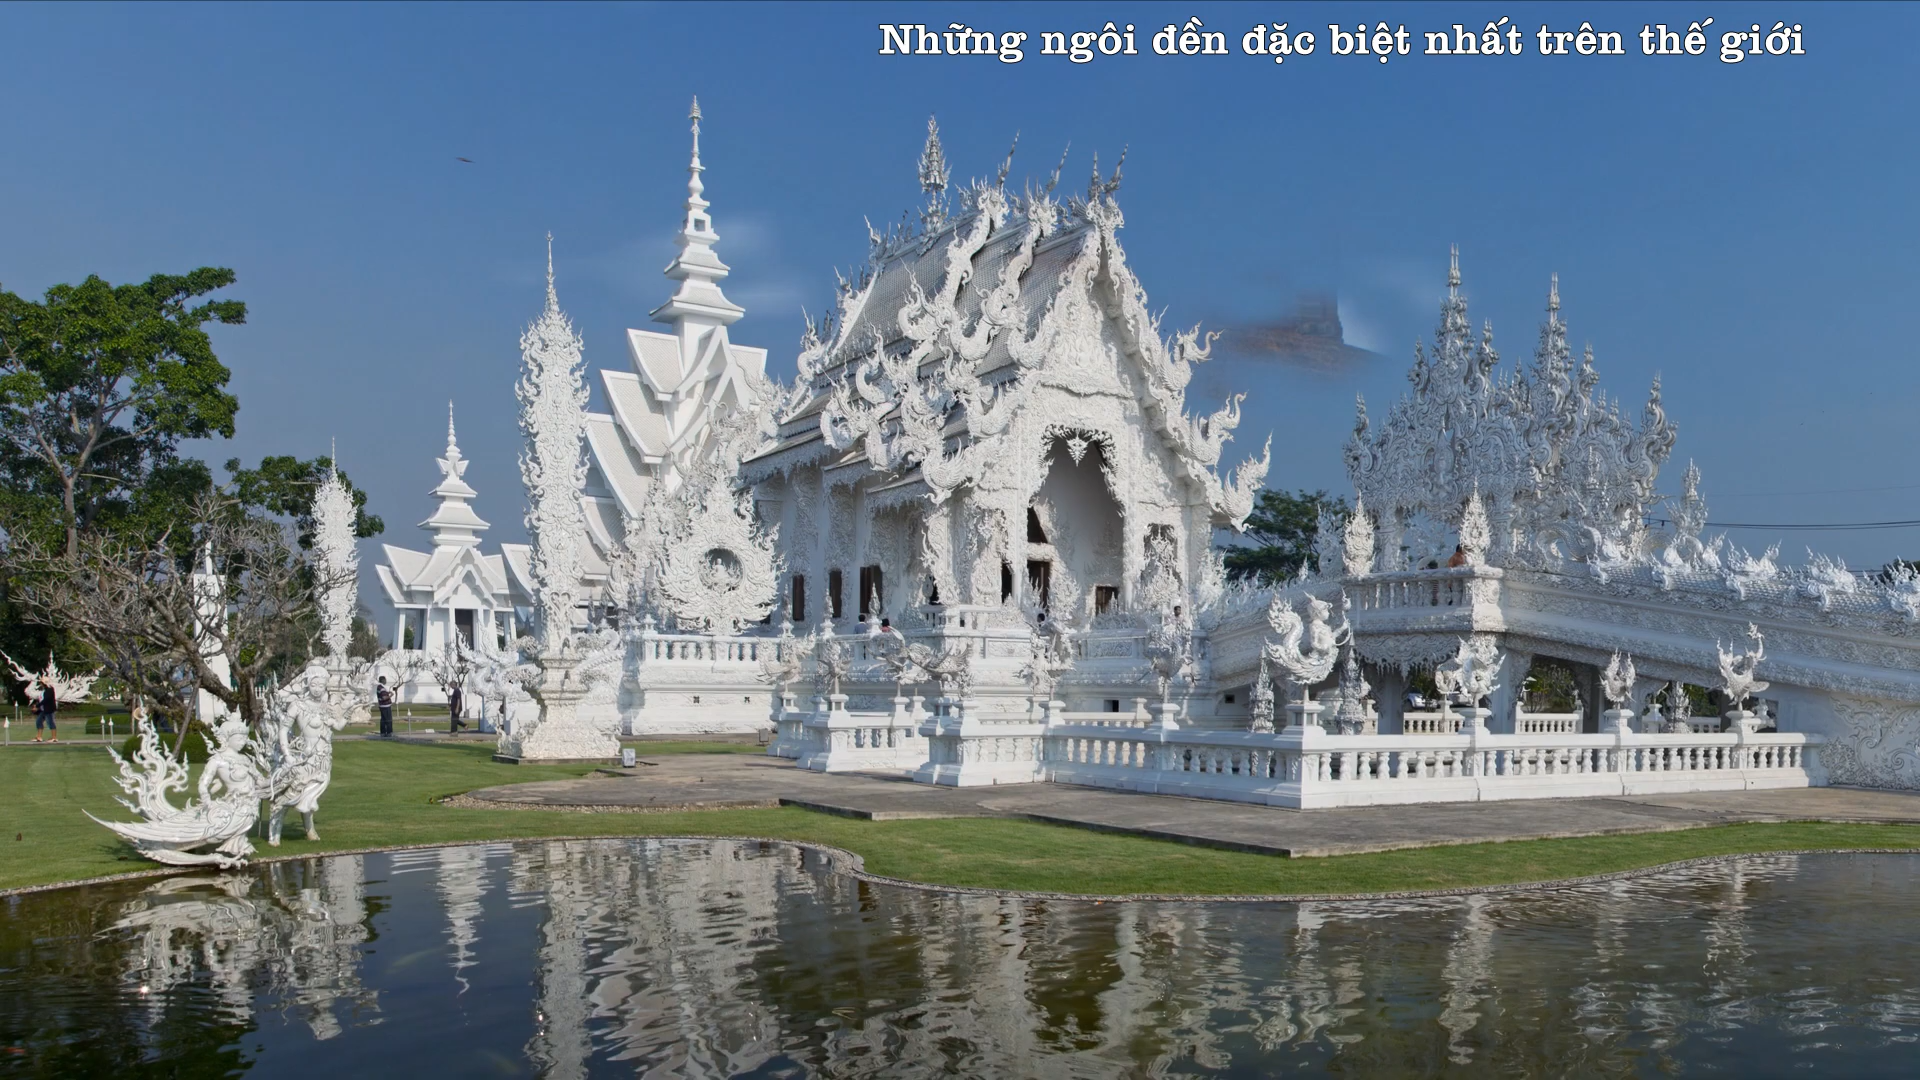 Những ngôi đền đặc biệt nhất trên thế giới